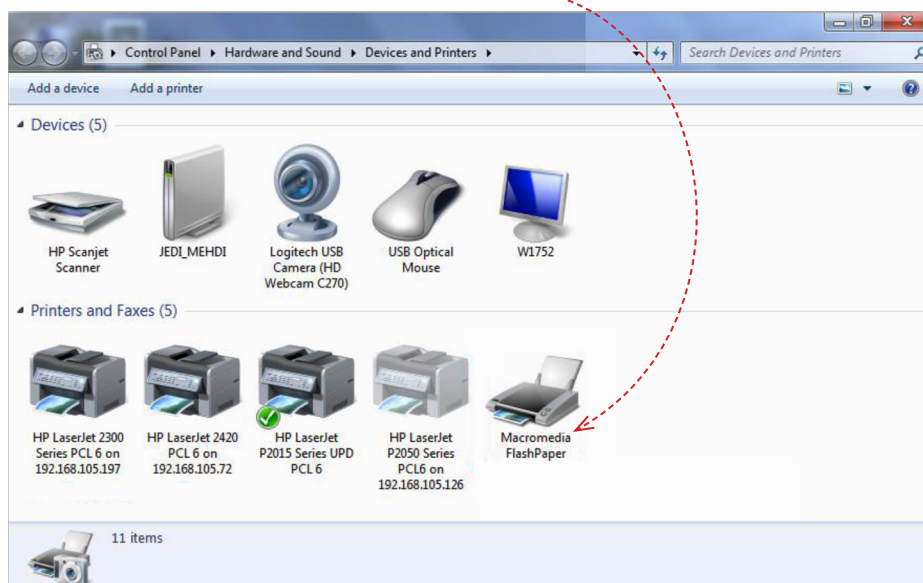 Control Panel Hardware and Sound Devices and Printers
Search Devices and Printers
Add a device Add a printer
Devices (5)
HP Scanjet
Scanner
JEDI_MEHDI
Logitech USB
Camera (HD
Webcam C270)
USB Optical
Mouse
W1752
Printers and Faxes (5)
HP LaserJet 2300
Series PCL 6 on
192.168.105.197
HP LaserJet 2420
PCL 6 on
192.168.105.72
HP LaserJet
P2015 Series UPD
PCL 6
HP LaserJet
P2050 Series
PCL6 on
192.168.105.126
Macromedia
FlashPaper
11 items